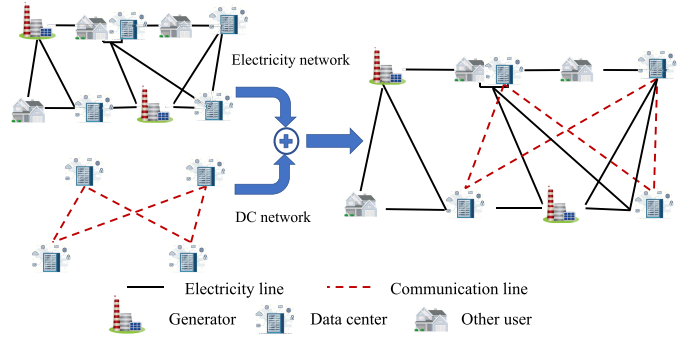 Electricity network
DC network
Electricity line
Communication line
Generator
Data center
Other user